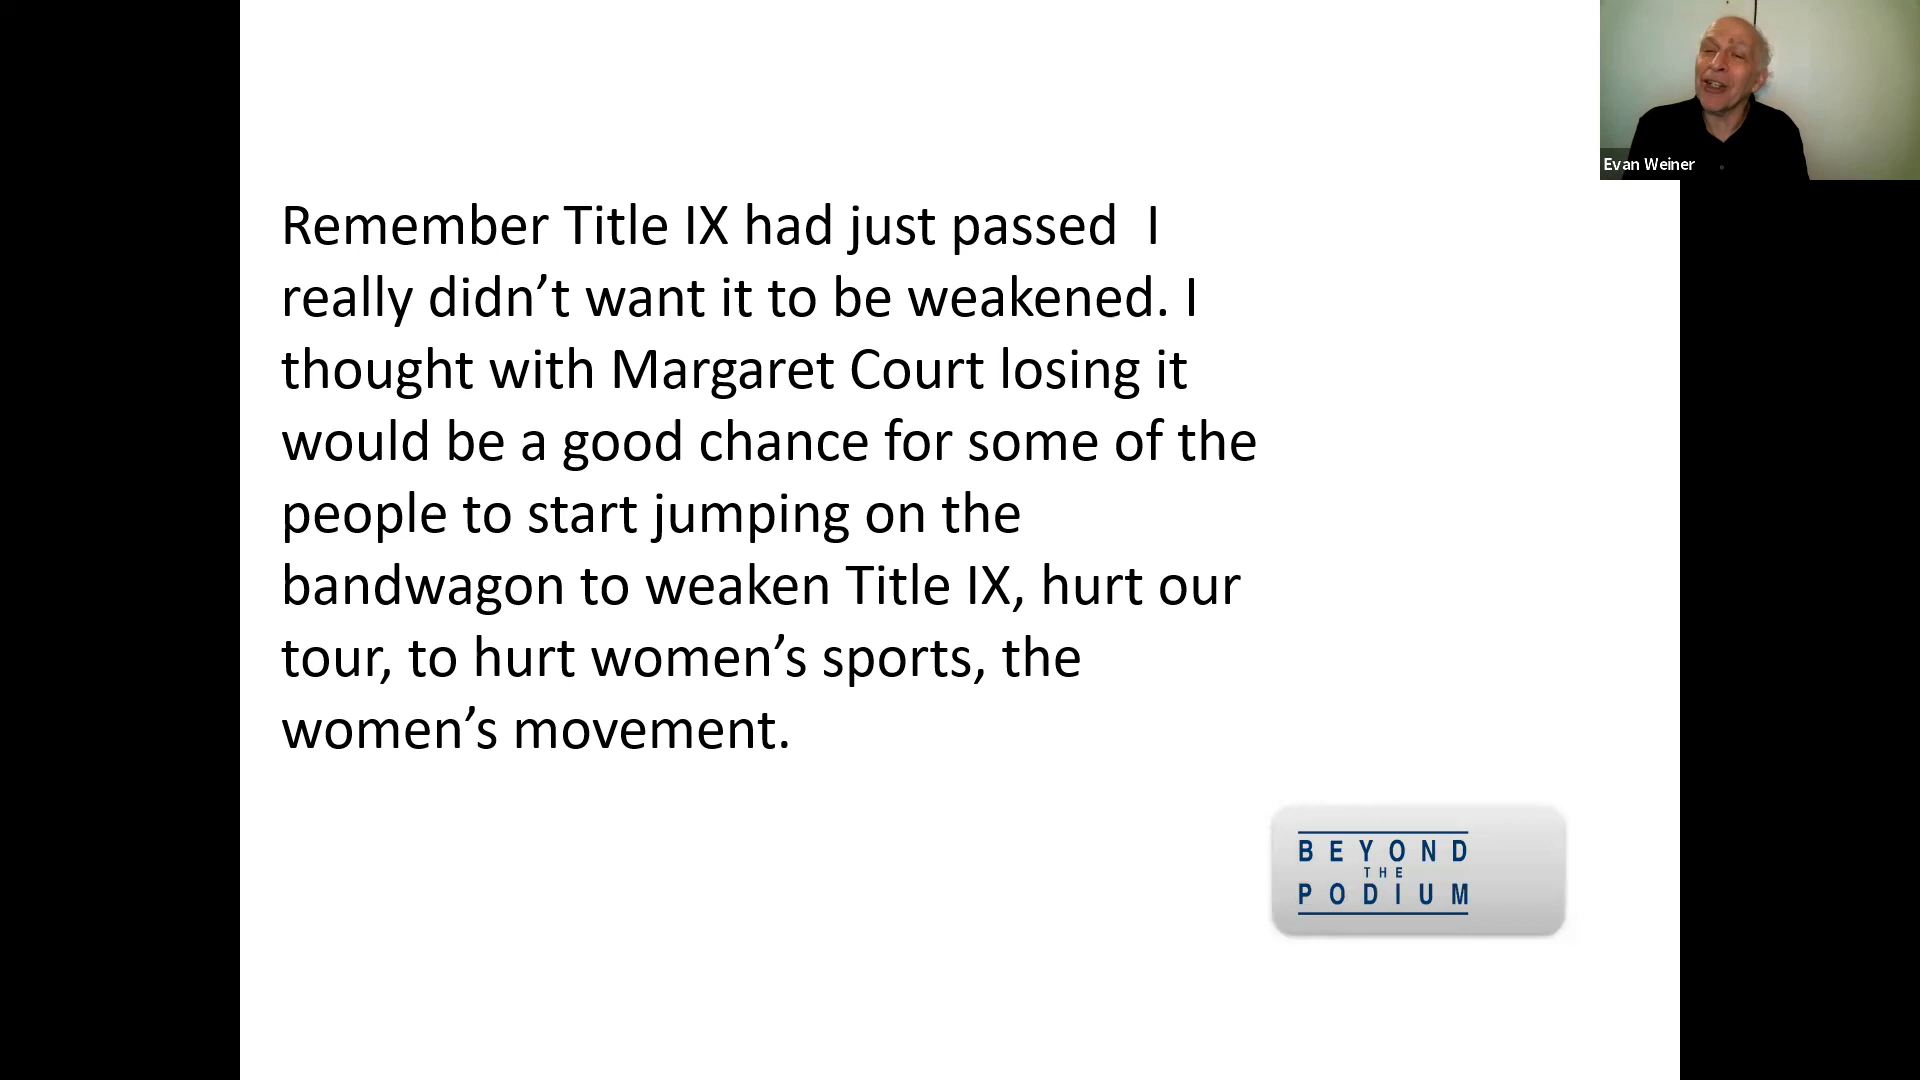 Evan Weiner
Remember Title IX had just passed  I
really didn’t want it to be weakened. I
thought with Margaret Court losing it
would be a good chance for some of the
people to start jumping on the
bandwagon to weaken Title IX, hurt our
tour, to hurt women’s sports, the
women’s movement.
BEYOND
THE
PODIUM